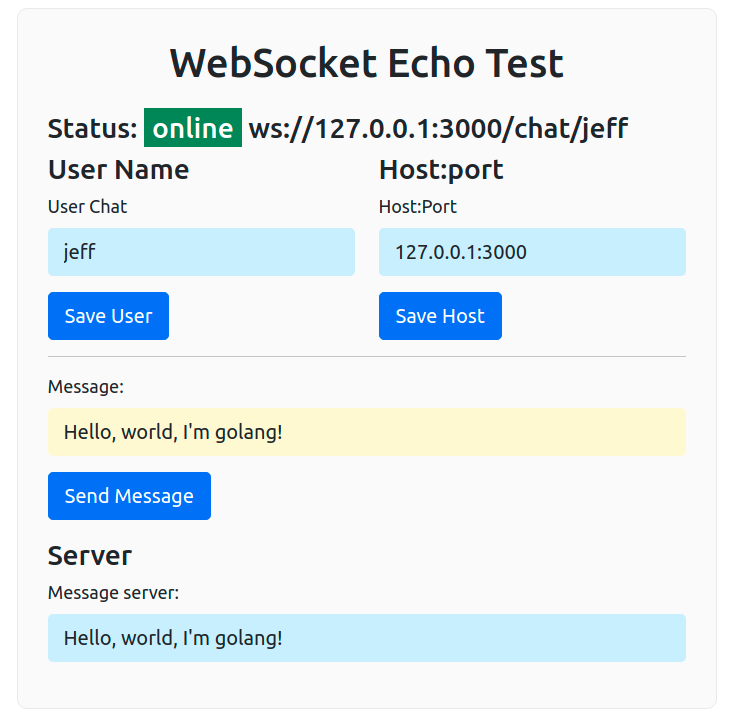 WebSocket Echo Test
Status: online ws://127.0.0.1:3000/chat/jeff
User Name
Host:port
User Chat
Host:Port
jeff
127.0.0.1:3000
Save User
Save Host
Message:
Hello, world, I'm golang!
Send Message
Server
Message server:
Hello, world, I'm golang!